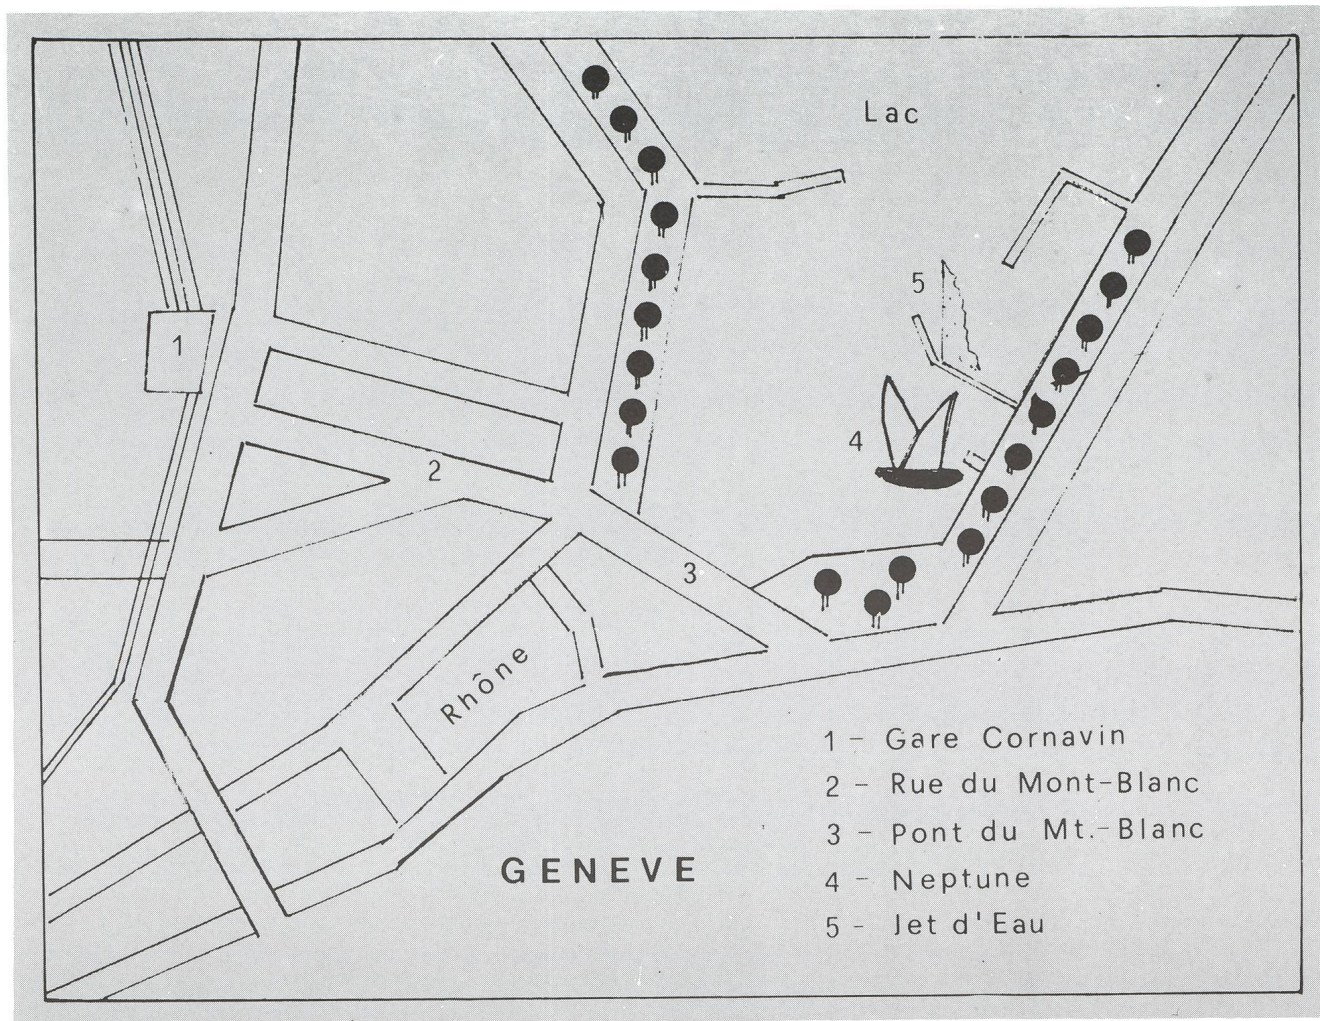 Lac
5
1
4
2
3
Rhône
1 - Gare Cornavin
2 - Rue du Mont-Blanc
3 - Pont du Mt.-Blanc
4 - Neptune
5 - Jet d'Eau
GENEVE